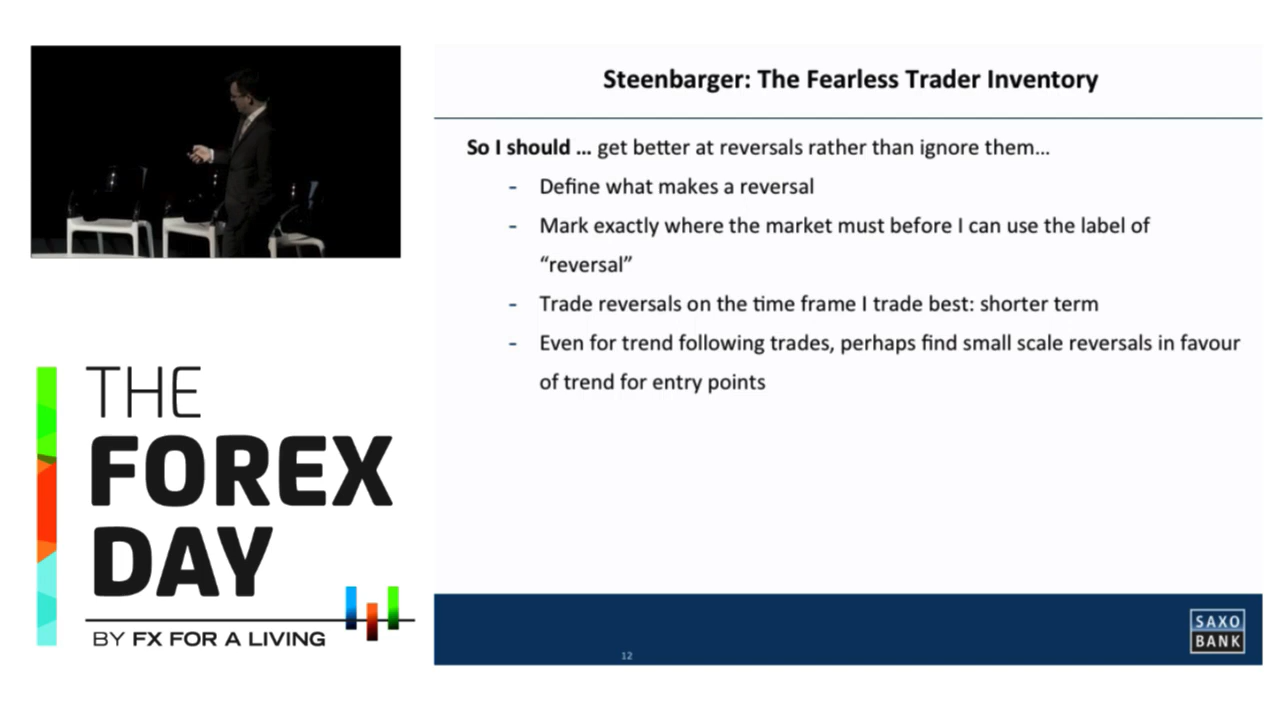 Steenbarger: The Fearless Trader Inventory
So I should ... get better at reversals rather than ignore them...
- Define what makes a reversal
- Mark exactly where the market must before I can use the label of
“reversal”
- Trade reversals on the time frame I trade best: shorter term
- Even for trend following trades, perhaps find small scale reversals in favour
of trend for entry points
THE
FOREX
DAY
BY FX FOR A LIVING
12
SAXO
BANK